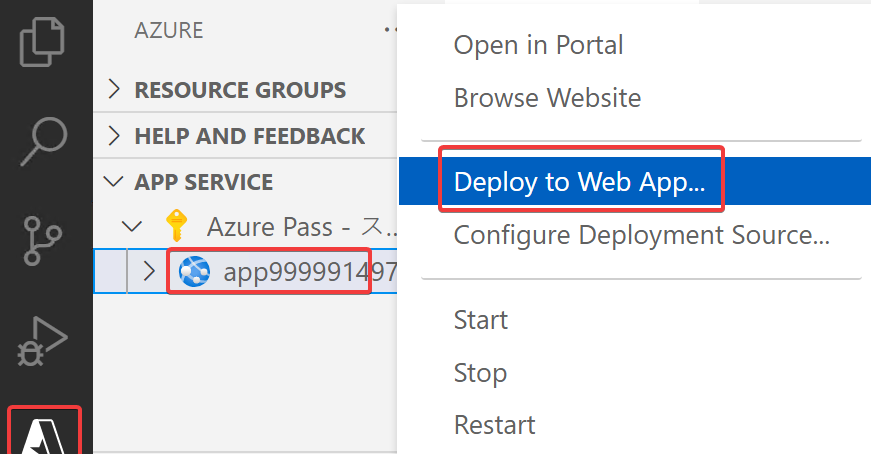 AZURE
RESOURCE GROUPS
HELP AND FEEDBACK
APP SERVICE
Azure Pass - ス...
app999991497
Open in Portal
Browse Website
Deploy to Web App...
Configure Deployment Source...
Start
Stop
Restart